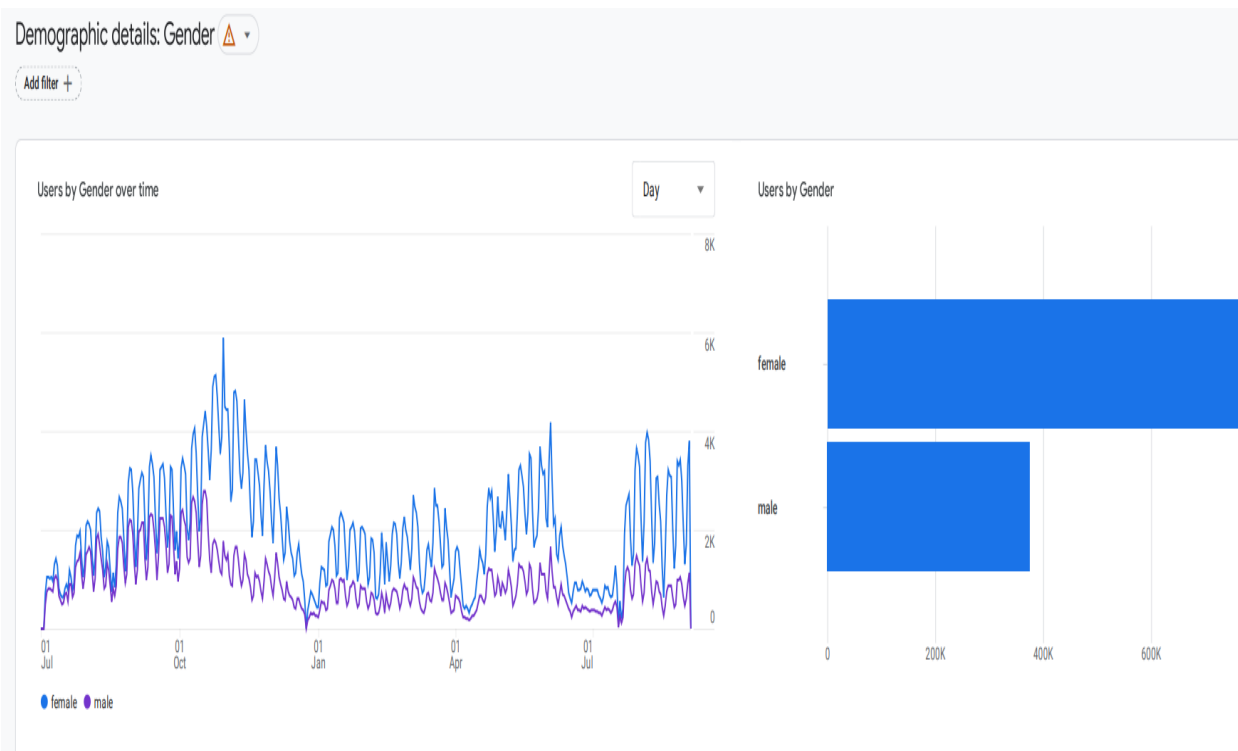 Demographic details: Gender
Add filter +
Users by Gender over time
Day
8K
6K
4K
2K
0
01 Jul
01 Oct
01 Jan
01 Apr
01 Jul
female male
Users by Gender
female
male
0 200K 400K 600K